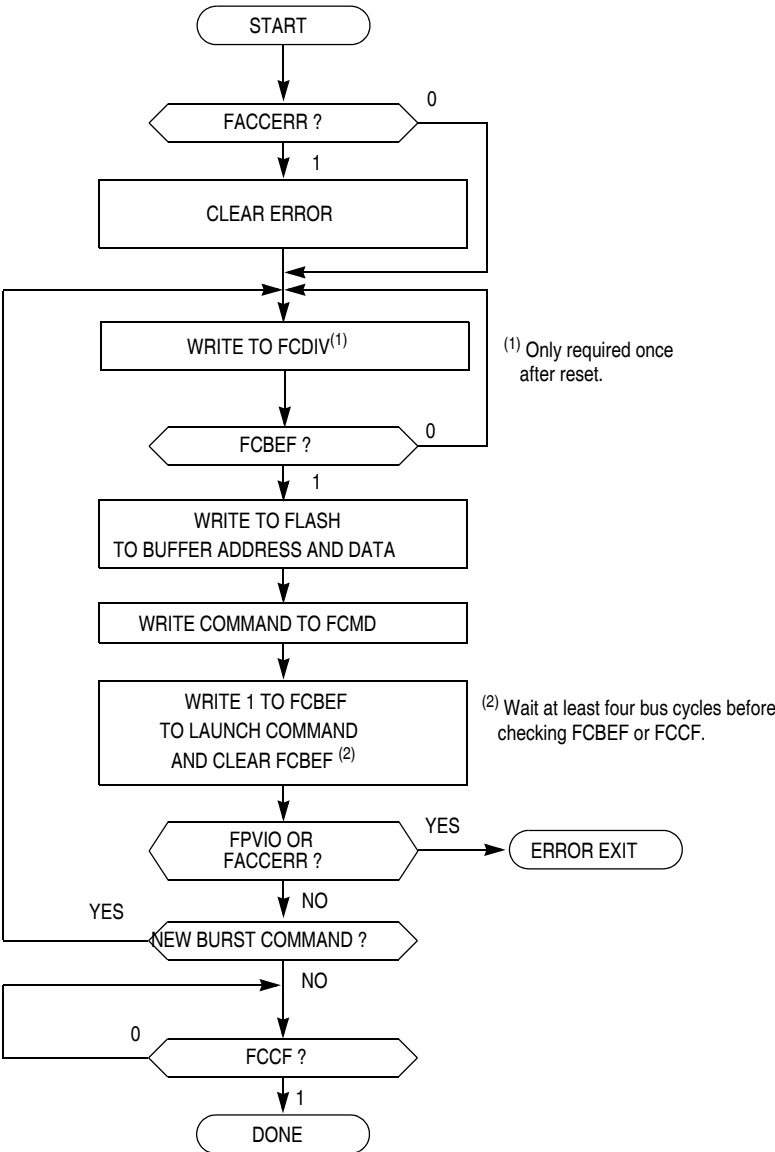 START
FACCERR ?
0
1
CLEAR ERROR
WRITE TO FCDIV(1)
(1) Only required once
after reset.
FCBEF ?
0
1
WRITE TO FLASH
TO BUFFER ADDRESS AND DATA
WRITE COMMAND TO FCMD
WRITE 1 TO FCBEF
TO LAUNCH COMMAND
AND CLEAR FCBEF (2)
(2) Wait at least four bus cycles before
checking FCBEF or FCCF.
FPVIO OR
FACCERR ?
YES
ERROR EXIT
NO
YES
NEW BURST COMMAND ?
NO
0
FCCF ?
1
DONE